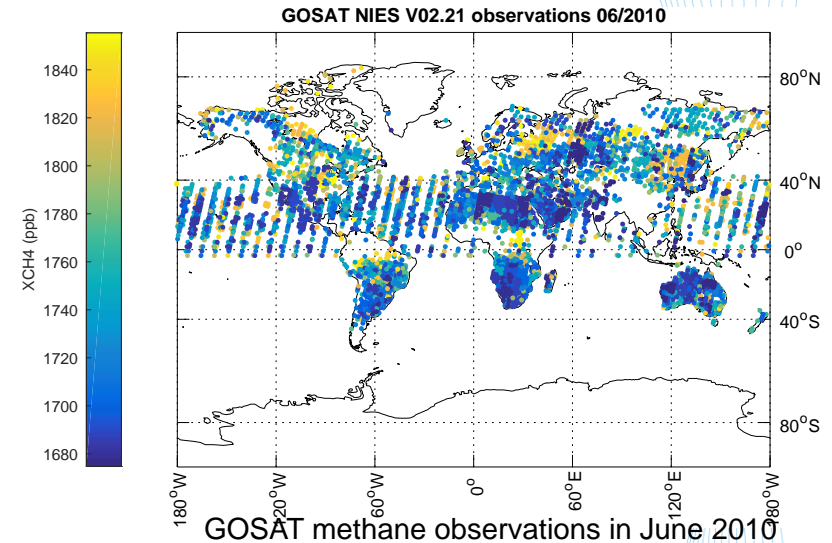 GOSAT NIES V02.21 observations 06/2010
XCH4 (ppb)
1840
1820
1800
1780
1760
1740
1720
1700
1680
80°N
40°N
0°
40°S
80°S
180°W
120°W
60°W
0°
60°E
120°E
180°W
GOSAT methane observations in June 2010